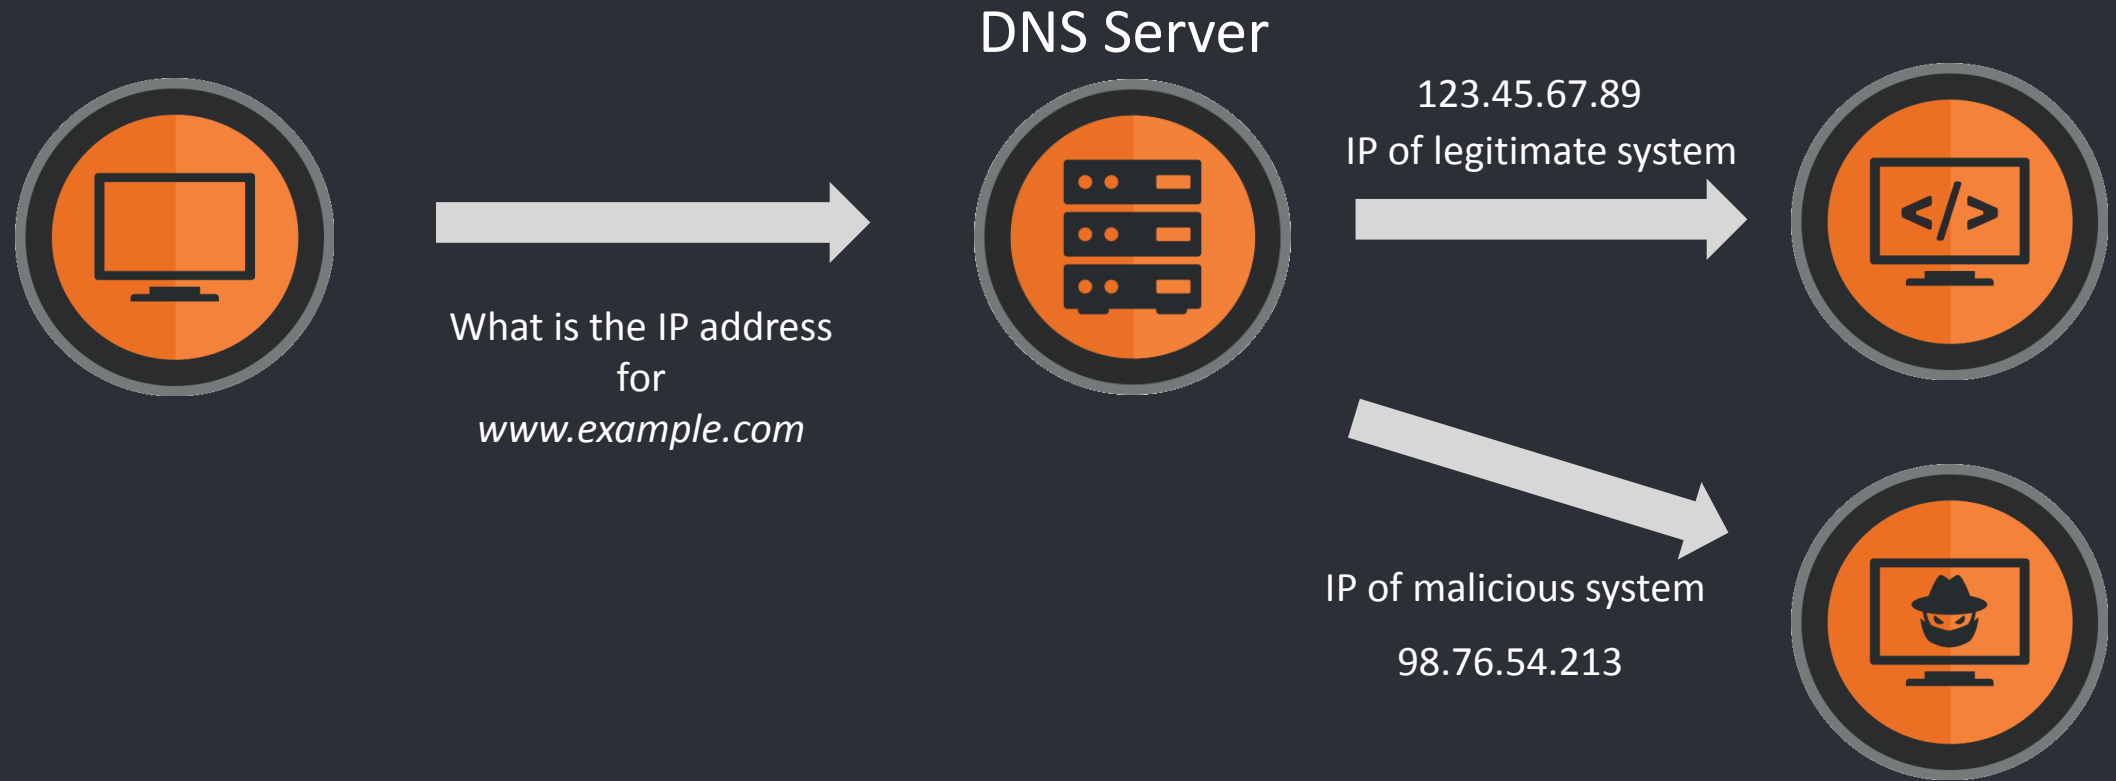 DNS Server
What is the IP address
for
www.example.com
123.45.67.89
IP of legitimate system
</>
IP of malicious system
98.76.54.213